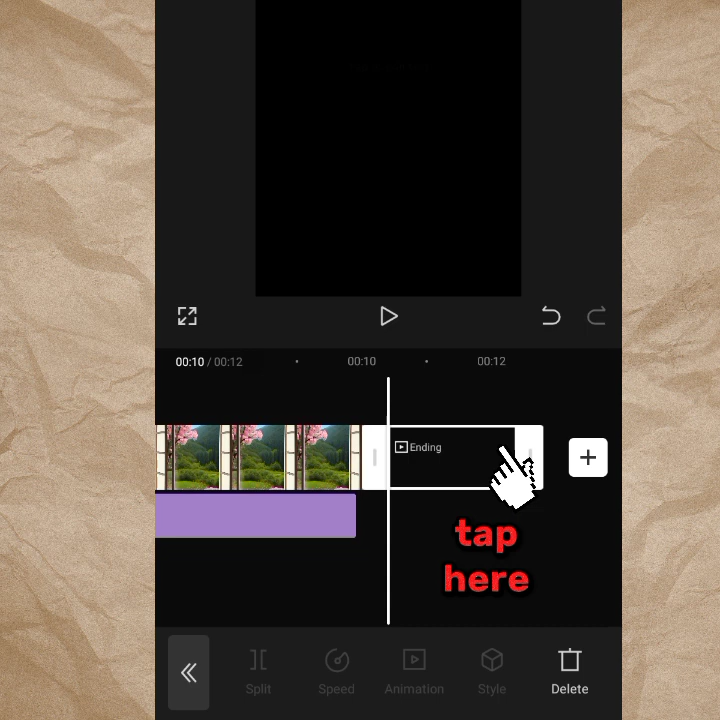 00:10 / 00:12
00:10
00:12
Ending
tap
here
Split
Speed
Animation
Style
Delete